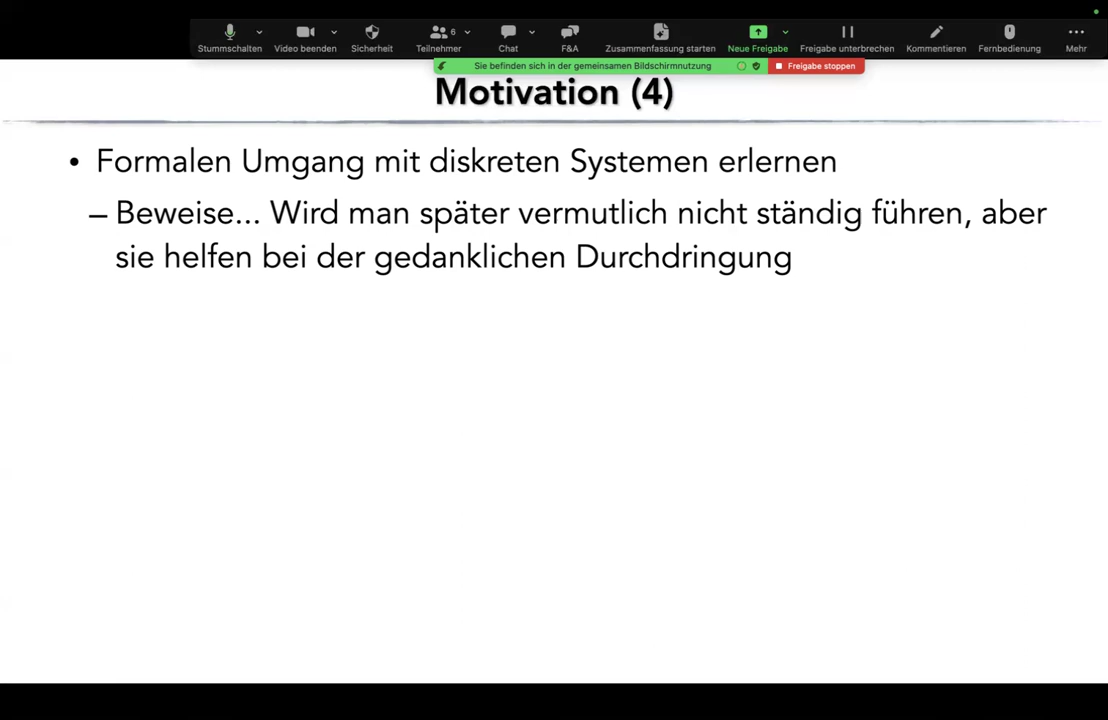 6
Stummschalten Video beenden Sicherheit Teilnehmer Chat F&A Zusammenfassung starten Neue Freigabe Freigabe unterbrechen Kommentieren Fernbedienung Mehr
Sie befinden sich in der gemeinsamen Bildschirmnutzung Freigabe stoppen
Motivation (4)
• Formalen Umgang mit diskreten Systemen erlernen
– Beweise... Wird man später vermutlich nicht ständig führen, aber
sie helfen bei der gedanklichen Durchdringung